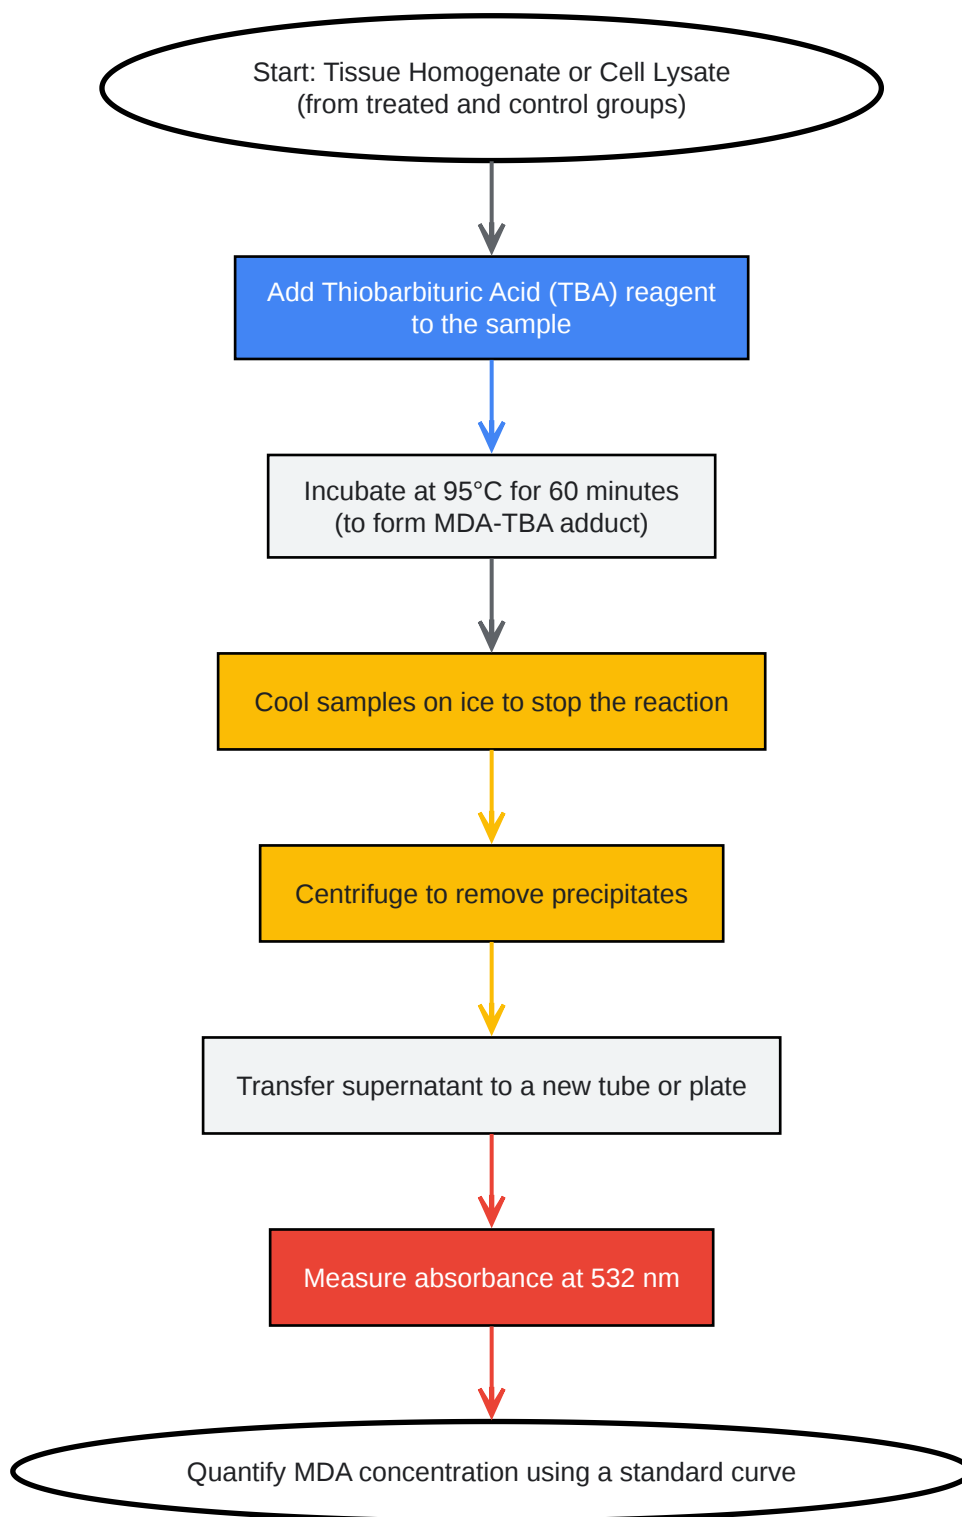 Start: Tissue Homogenate or Cell Lysate
(from treated and control groups)
Add Thiobarbituric Acid (TBA) reagent
to the sample
Incubate at 95°C for 60 minutes
(to form MDA-TBA adduct)
Cool samples on ice to stop the reaction
Centrifuge to remove precipitates
Transfer supernatant to a new tube or plate
Measure absorbance at 532 nm
Quantify MDA concentration using a standard curve